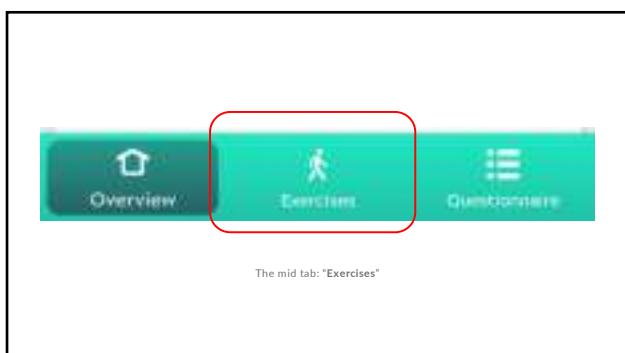 Overview Exercises Questionnaire
The mid tab: "Exercises"